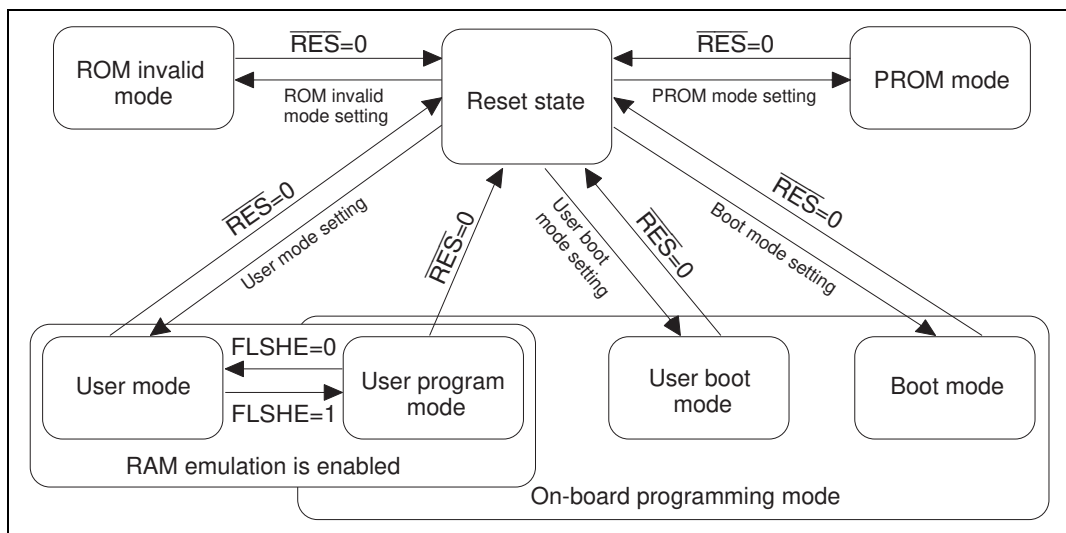 ROM invalid
mode
RES=0
ROM invalid
mode setting
Reset state
RES=0
PROM mode setting
PROM mode
RES=0
User mode setting
RES=0
User boot
mode setting
RES=0
Boot mode setting
RES=0
User mode
FLSHE=0
FLSHE=1
User program
mode
User boot
mode
Boot mode
RAM emulation is enabled
On-board programming mode